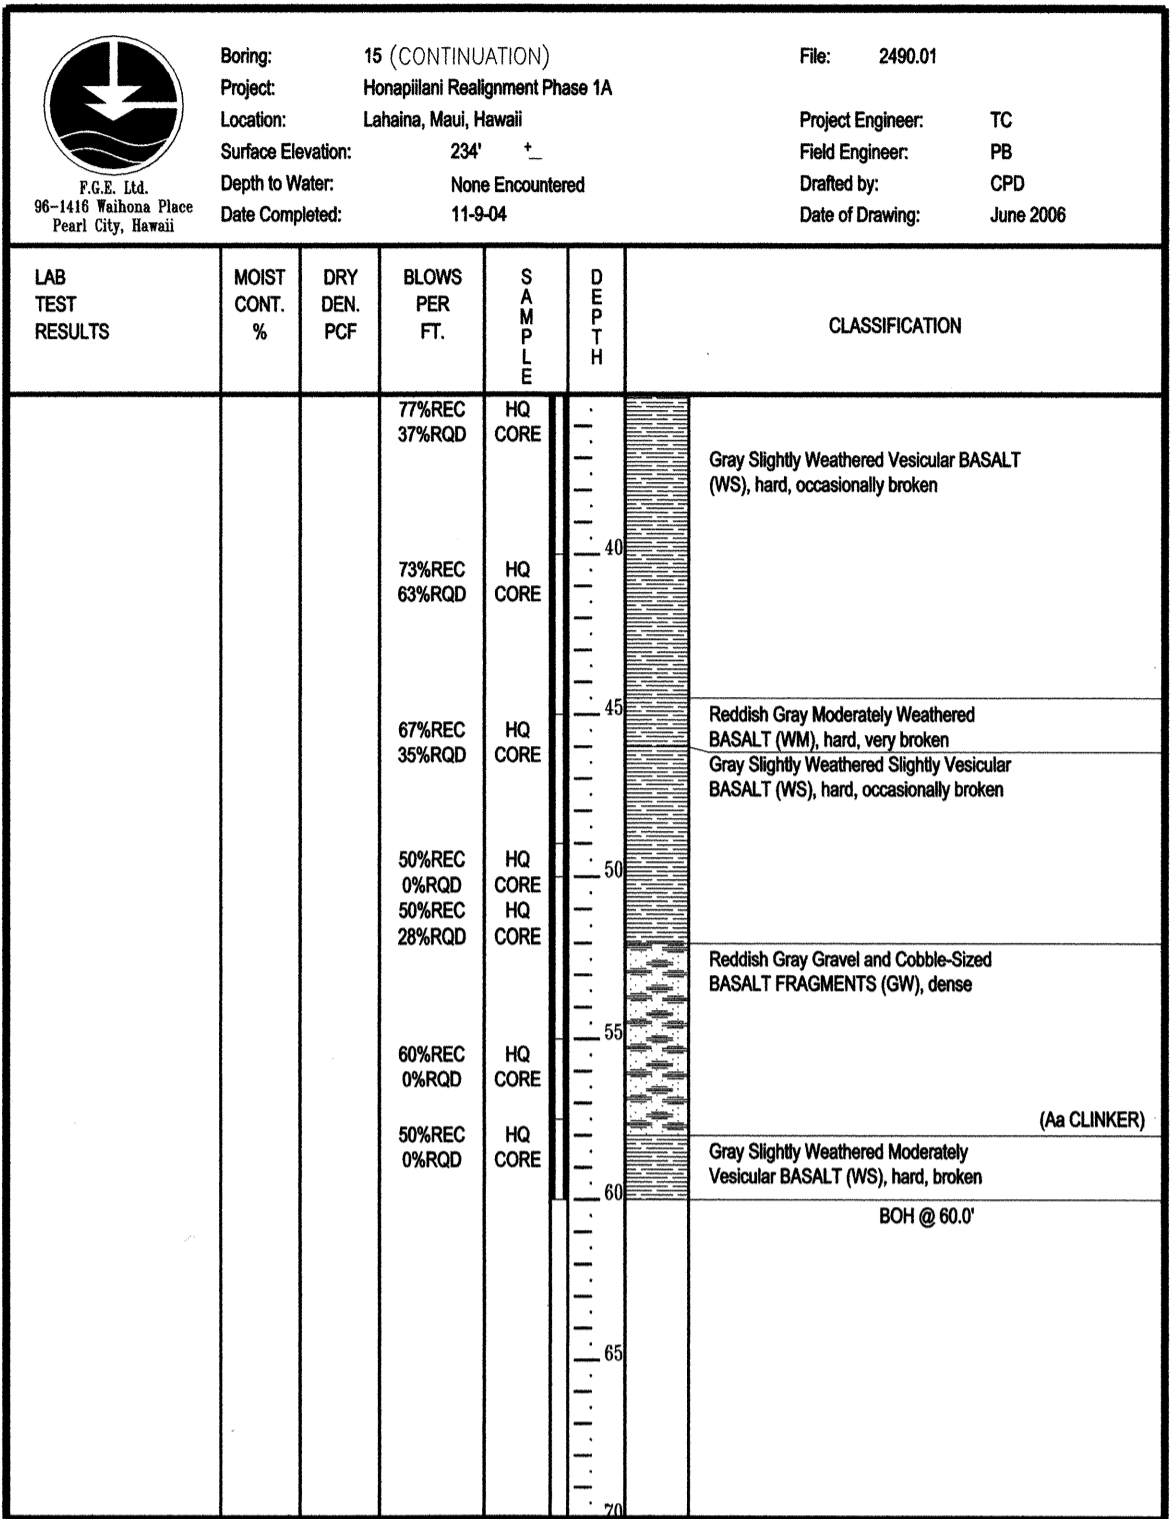 F.G.E. Ltd.
96-1416 Waihona Place
Pearl City, Hawaii
Boring: 15 (CONTINUATION)
Project: Honapiilani Realignment Phase 1A
Location: Lahaina, Maui, Hawaii
Surface Elevation: 234' +_
Depth to Water: None Encountered
Date Completed: 11-9-04
File: 2490.01
Project Engineer: TC
Field Engineer: PB
Drafted by: CPD
Date of Drawing: June 2006
LAB
TEST
RESULTS
MOIST
CONT.
%
DRY
DEN.
PCF
BLOWS
PER
FT.
SAMPLE
DEPTH
CLASSIFICATION
77%REC HQ
37%RQD CORE
Gray Slightly Weathered Vesicular BASALT
(WS), hard, occasionally broken
40
73%REC HQ
63%RQD CORE
45
Reddish Gray Moderately Weathered
BASALT (WM), hard, very broken
67%REC HQ
35%RQD CORE
Gray Slightly Weathered Slightly Vesicular
BASALT (WS), hard, occasionally broken
50%REC HQ
0%RQD CORE
50
50%REC HQ
28%RQD CORE
Reddish Gray Gravel and Cobble-Sized
BASALT FRAGMENTS (GW), dense
55
60%REC HQ
0%RQD CORE
(Aa CLINKER)
50%REC HQ
0%RQD CORE
Gray Slightly Weathered Moderately
Vesicular BASALT (WS), hard, broken
60
BOH @ 60.0'
65
70